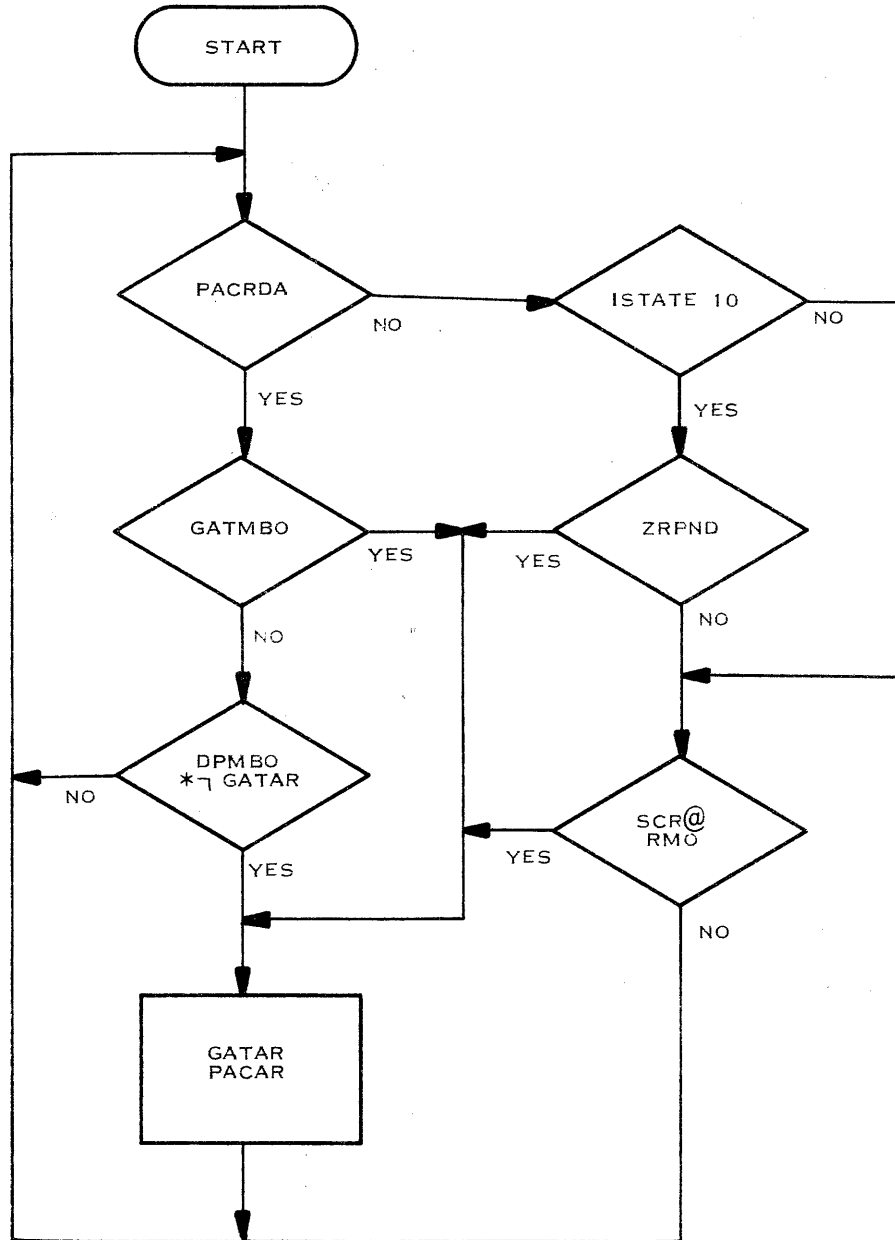 START
PACRDA
NO
YES
ISTATE 10
NO
YES
GATMBO
YES
NO
ZRPND
YES
NO
DPMBO
*¬ GATAR
NO
YES
SCR@
RMO
YES
NO
GATAR
PACAR